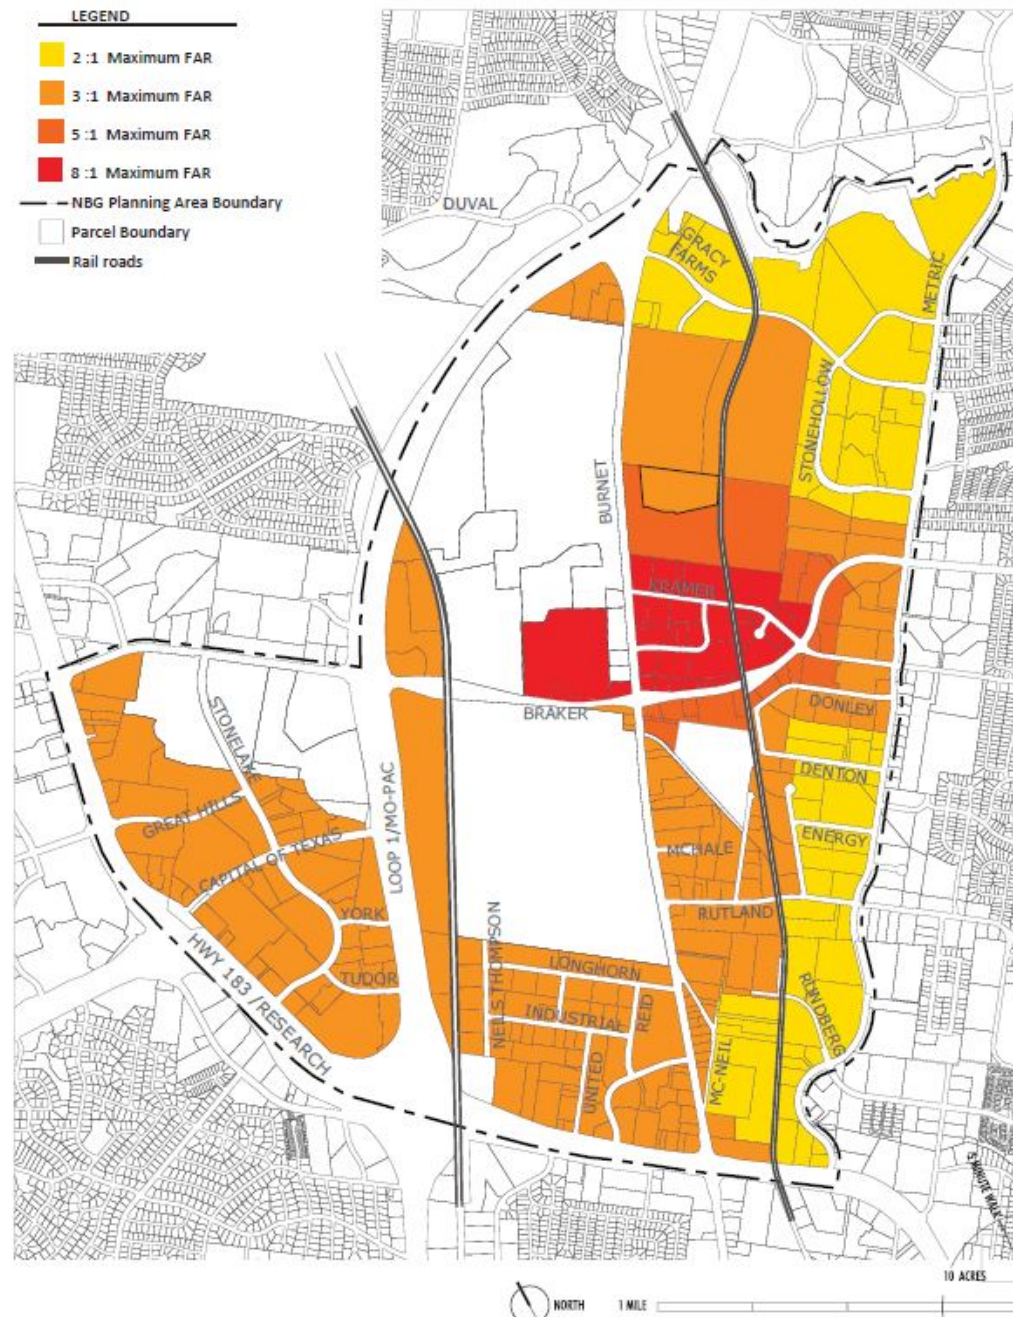 LEGEND
2 :1 Maximum FAR
3 :1 Maximum FAR
5 :1 Maximum FAR
8 :1 Maximum FAR
NBG Planning Area Boundary
Parcel Boundary
Rail roads
DUVAL
GRACY
FARMS
METRIC
STONEHOLLOW
BURNET
KRAMER
BRAKER
DONLEY
DENTON
ENERGY
STONELAKE
GREAT HILLS
CAPITAL OF TEXAS
LOOP 1/MO-PAC
MCHALE
RUTLAND
YORK
TUDOR
HWY 183 /RESEARCH
NEILS THOMPSON
LONGHORN
INDUSTRIAL
REID
UNITED
MC-NEIL
RUNDBERG
5 MINUTE WALK
10 ACRES
NORTH
1 MILE